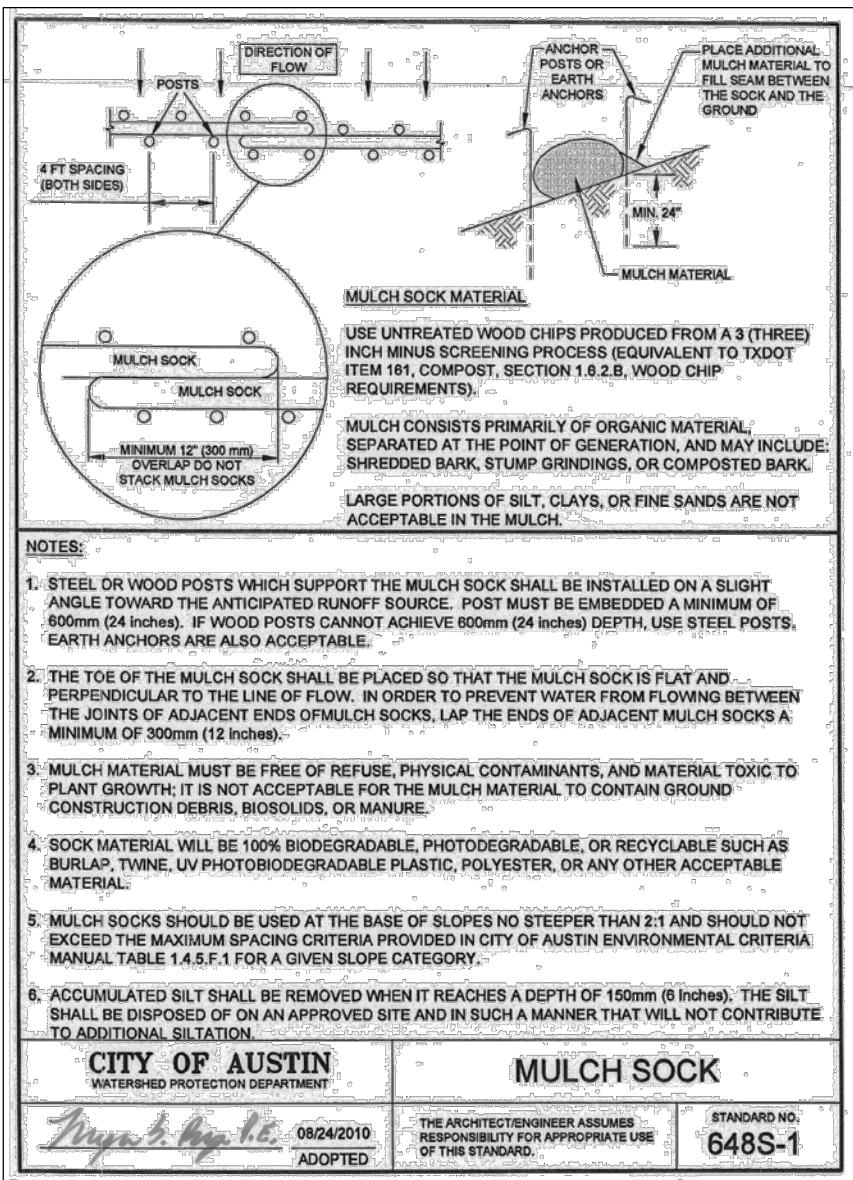 DIRECTION OF
FLOW
POSTS
4 FT SPACING
(BOTH SIDES)
ANCHOR
POSTS OR
EARTH
ANCHORS
PLACE ADDITIONAL
MULCH MATERIAL TO
FILL SEAM BETWEEN
THE SOCK AND THE
GROUND
MIN. 24"
MULCH MATERIAL
MULCH SOCK
MULCH SOCK
MINIMUM 12" (300 mm)
OVERLAP DO NOT
STACK MULCH SOCKS
MULCH SOCK MATERIAL
USE UNTREATED WOOD CHIPS PRODUCED FROM A 3 (THREE)
INCH MINUS SCREENING PROCESS (EQUIVALENT TO TXDOT
ITEM 161, COMPOST, SECTION 1.6.2.B, WOOD CHIP
REQUIREMENTS).
MULCH CONSISTS PRIMARILY OF ORGANIC MATERIAL,
SEPARATED AT THE POINT OF GENERATION, AND MAY INCLUDE:
SHREDDED BARK, STUMP GRINDINGS, OR COMPOSTED BARK.
LARGE PORTIONS OF SILT, CLAYS, OR FINE SANDS ARE NOT
ACCEPTABLE IN THE MULCH.
NOTES:
1. STEEL OR WOOD POSTS WHICH SUPPORT THE MULCH SOCK SHALL BE INSTALLED ON A SLIGHT
ANGLE TOWARD THE ANTICIPATED RUNOFF SOURCE. POST MUST BE EMBEDDED A MINIMUM OF
600mm (24 inches). IF WOOD POSTS CANNOT ACHIEVE 600mm (24 inches) DEPTH, USE STEEL POSTS.
EARTH ANCHORS ARE ALSO ACCEPTABLE.
2. THE TOE OF THE MULCH SOCK SHALL BE PLACED SO THAT THE MULCH SOCK IS FLAT AND
PERPENDICULAR TO THE LINE OF FLOW. IN ORDER TO PREVENT WATER FROM FLOWING BETWEEN
THE JOINTS OF ADJACENT ENDS OFMULCH SOCKS, LAP THE ENDS OF ADJACENT MULCH SOCKS A
MINIMUM OF 300mm (12 inches).
3. MULCH MATERIAL MUST BE FREE OF REFUSE, PHYSICAL CONTAMINANTS, AND MATERIAL TOXIC TO
PLANT GROWTH; IT IS NOT ACCEPTABLE FOR THE MULCH MATERIAL TO CONTAIN GROUND
CONSTRUCTION DEBRIS, BIOSOLIDS, OR MANURE.
4. SOCK MATERIAL WILL BE 100% BIODEGRADABLE, PHOTODEGRADABLE, OR RECYCLABLE SUCH AS
BURLAP, TWINE, UV PHOTOBIODEGRADABLE PLASTIC, POLYESTER, OR ANY OTHER ACCEPTABLE
MATERIAL.
5. MULCH SOCKS SHOULD BE USED AT THE BASE OF SLOPES NO STEEPER THAN 2:1 AND SHOULD NOT
EXCEED THE MAXIMUM SPACING CRITERIA PROVIDED IN CITY OF AUSTIN ENVIRONMENTAL CRITERIA
MANUAL TABLE 1.4.5.F.1 FOR A GIVEN SLOPE CATEGORY.
6. ACCUMULATED SILT SHALL BE REMOVED WHEN IT REACHES A DEPTH OF 150mm (6 inches). THE SILT
SHALL BE DISPOSED OF ON AN APPROVED SITE AND IN SUCH A MANNER THAT WILL NOT CONTRIBUTE
TO ADDITIONAL SILTATION.
CITY OF AUSTIN
WATERSHED PROTECTION DEPARTMENT
MULCH SOCK
P.E.
08/24/2010
ADOPTED
THE ARCHITECT/ENGINEER ASSUMES
RESPONSIBILITY FOR APPROPRIATE USE
OF THIS STANDARD.
STANDARD NO.
648S-1